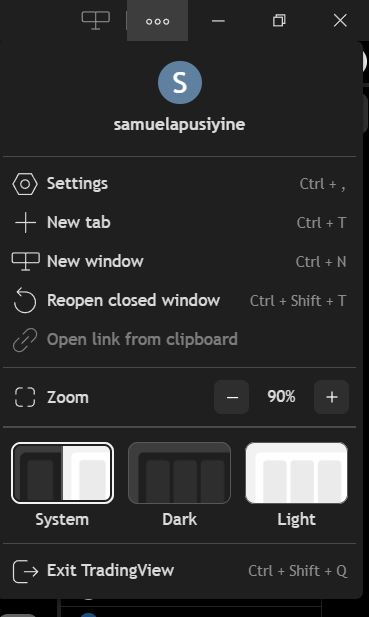 S
samuelapusiyine
Settings Ctrl + ,
New tab Ctrl + T
New window Ctrl + N
Reopen closed window Ctrl + Shift + T
Open link from clipboard
Zoom − 90% +
System Dark Light
Exit TradingView Ctrl + Shift + Q